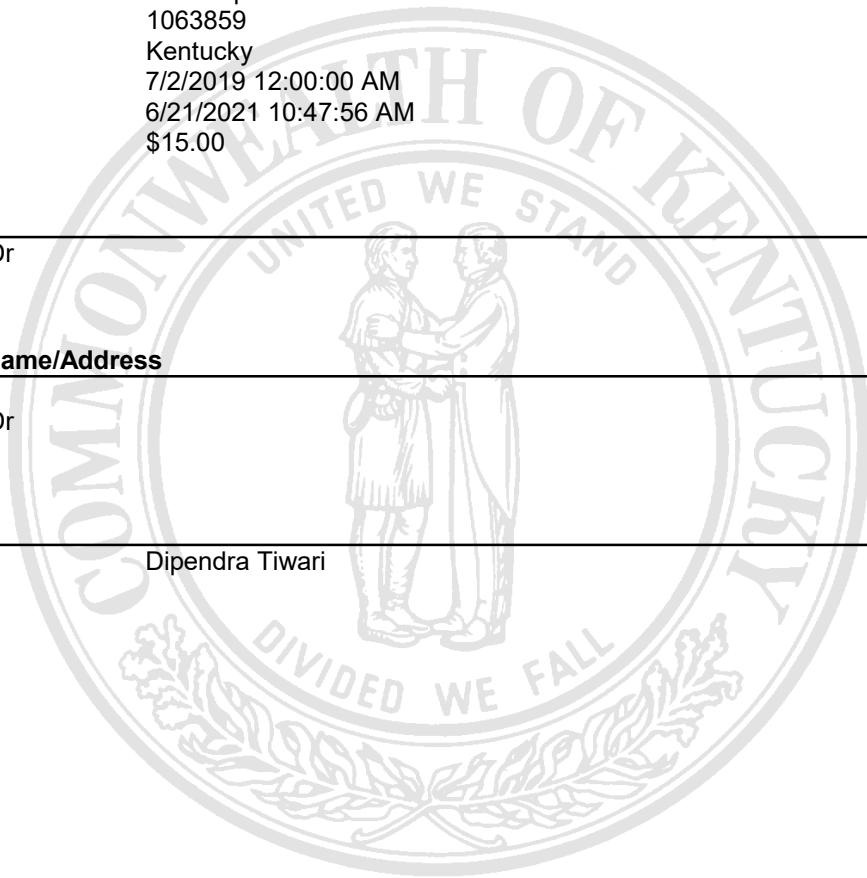 1063859
Kentucky
7/2/2019 12:00:00 AM
6/21/2021 10:47:56 AM
$15.00
Dr
ame/Address
Dr
Dipendra Tiwari
COMMONWEALTH OF KENTUCKY
UNITED WE STAND
DIVIDED WE FALL